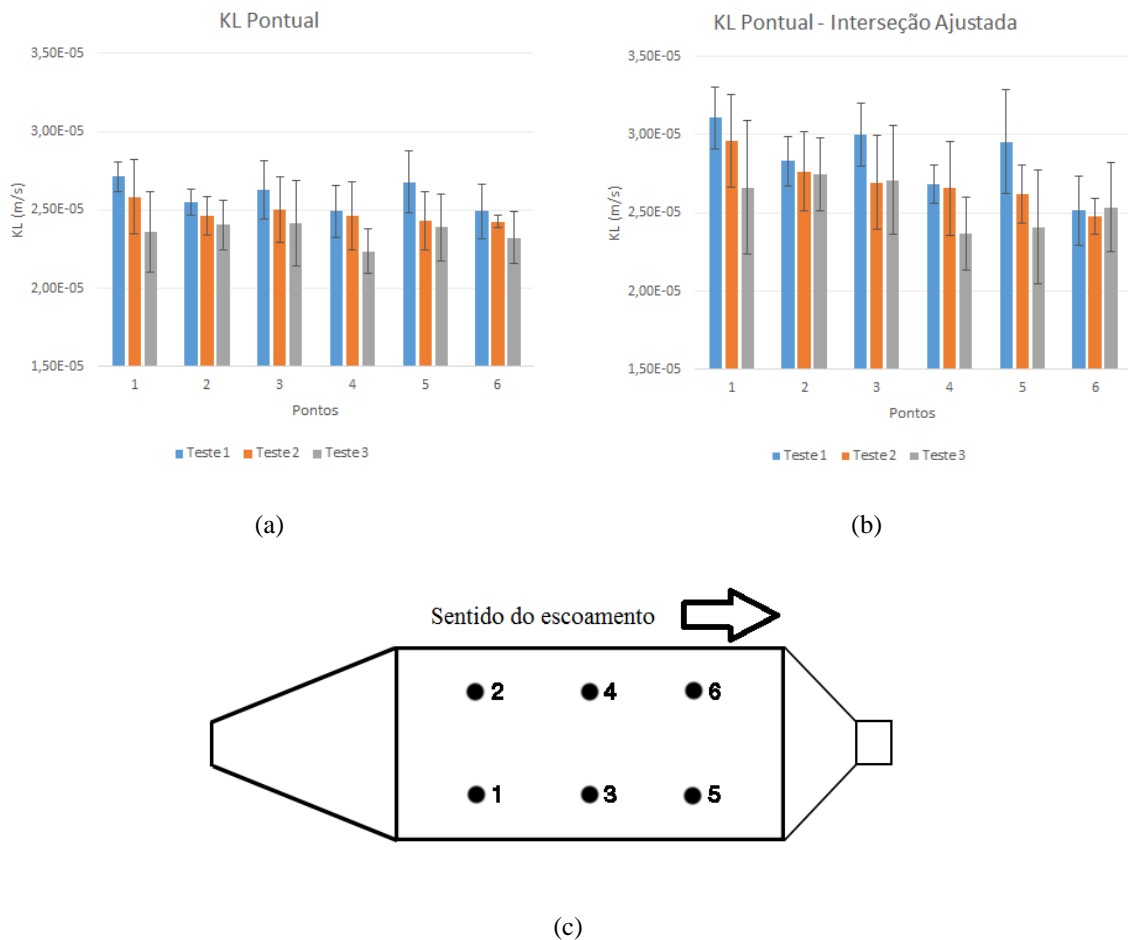 KL Pontual
3,50E-05
3,00E-05
2,50E-05
2,00E-05
1,50E-05
KL (m/s)
1 2 3 4 5 6
Pontos
Teste 1 Teste 2 Teste 3
(a)
KL Pontual - Interseção Ajustada
3,50E-05
3,00E-05
2,50E-05
2,00E-05
1,50E-05
KL (m/s)
1 2 3 4 5 6
Pontos
Teste 1 Teste 2 Teste 3
(b)
Sentido do escoamento
2 4 6
1 3 5
(c)